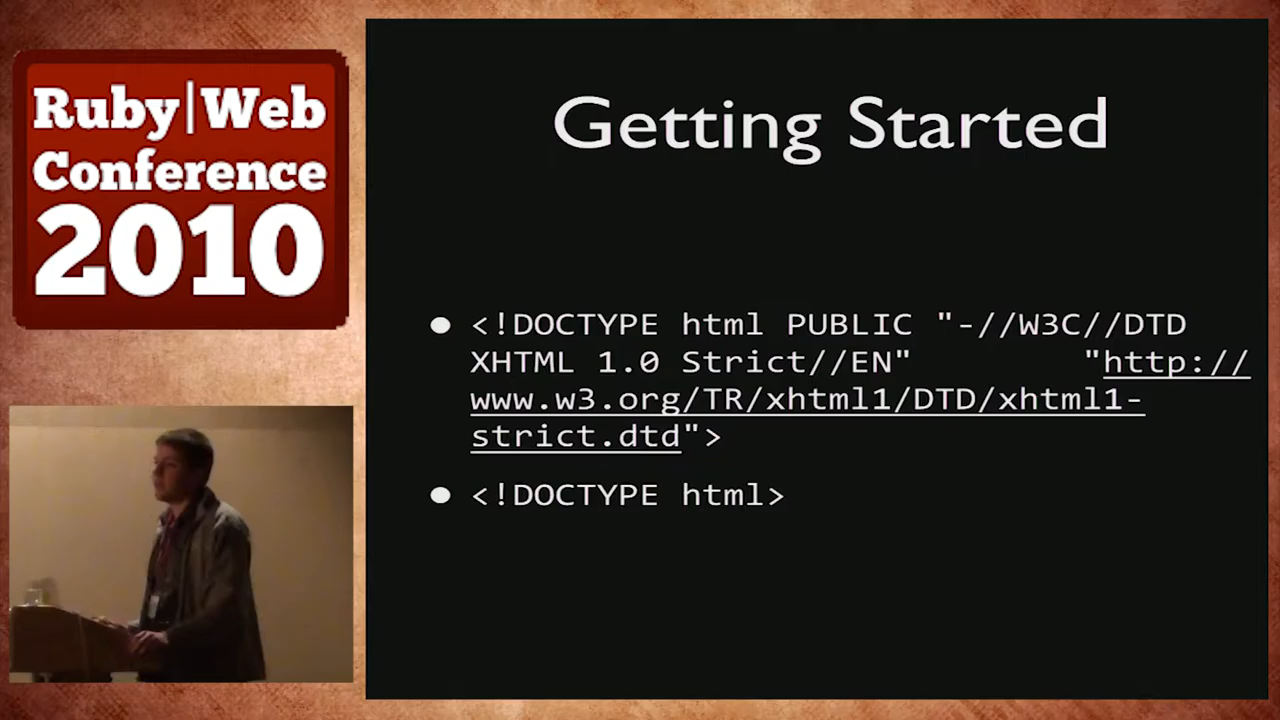 Ruby|Web
Conference
2010
Getting Started
<!DOCTYPE html PUBLIC "-//W3C//DTD
XHTML 1.0 Strict//EN" "http://
www.w3.org/TR/xhtml1/DTD/xhtml1-
strict.dtd">
<!DOCTYPE html>